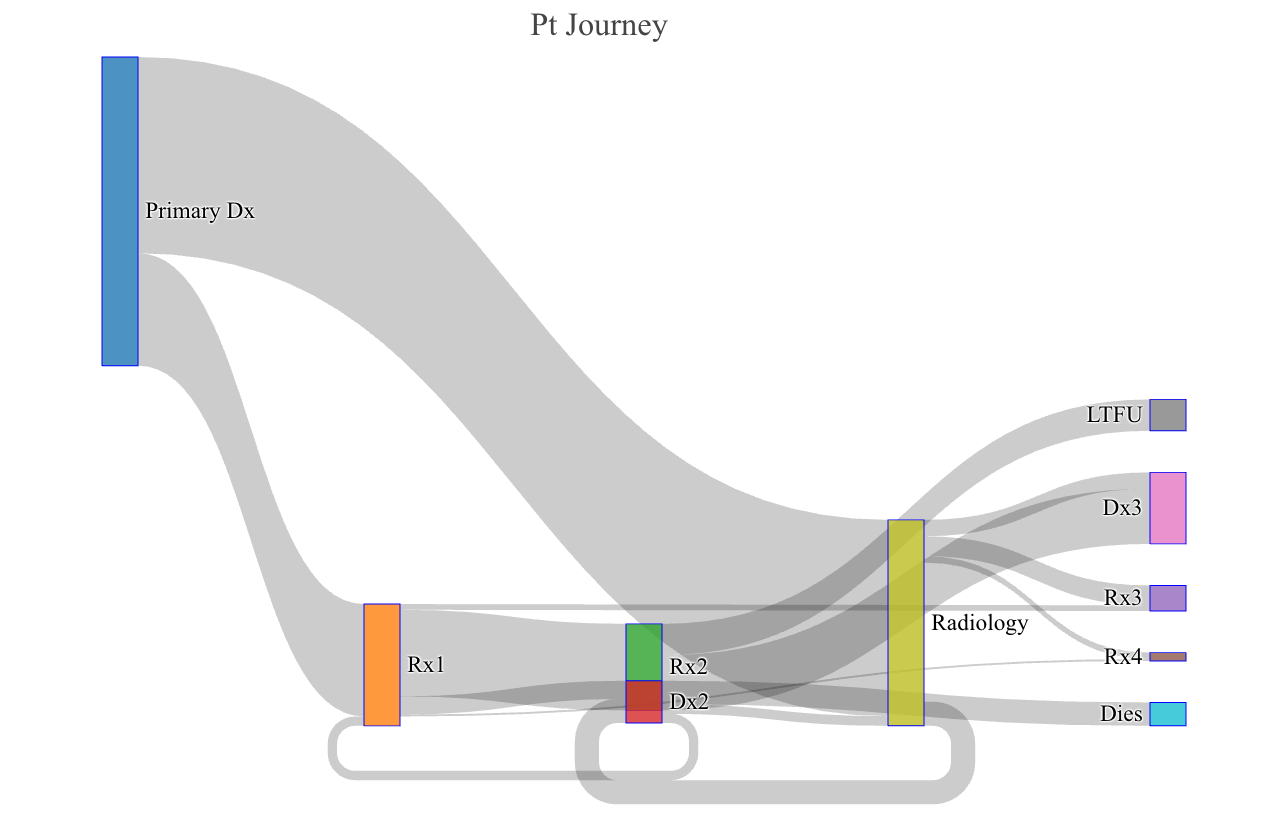 Pt Journey
Primary Dx
LTFU
Dx3
Rx3
Radiology
Rx1
Rx2
Rx4
Dx2
Dies